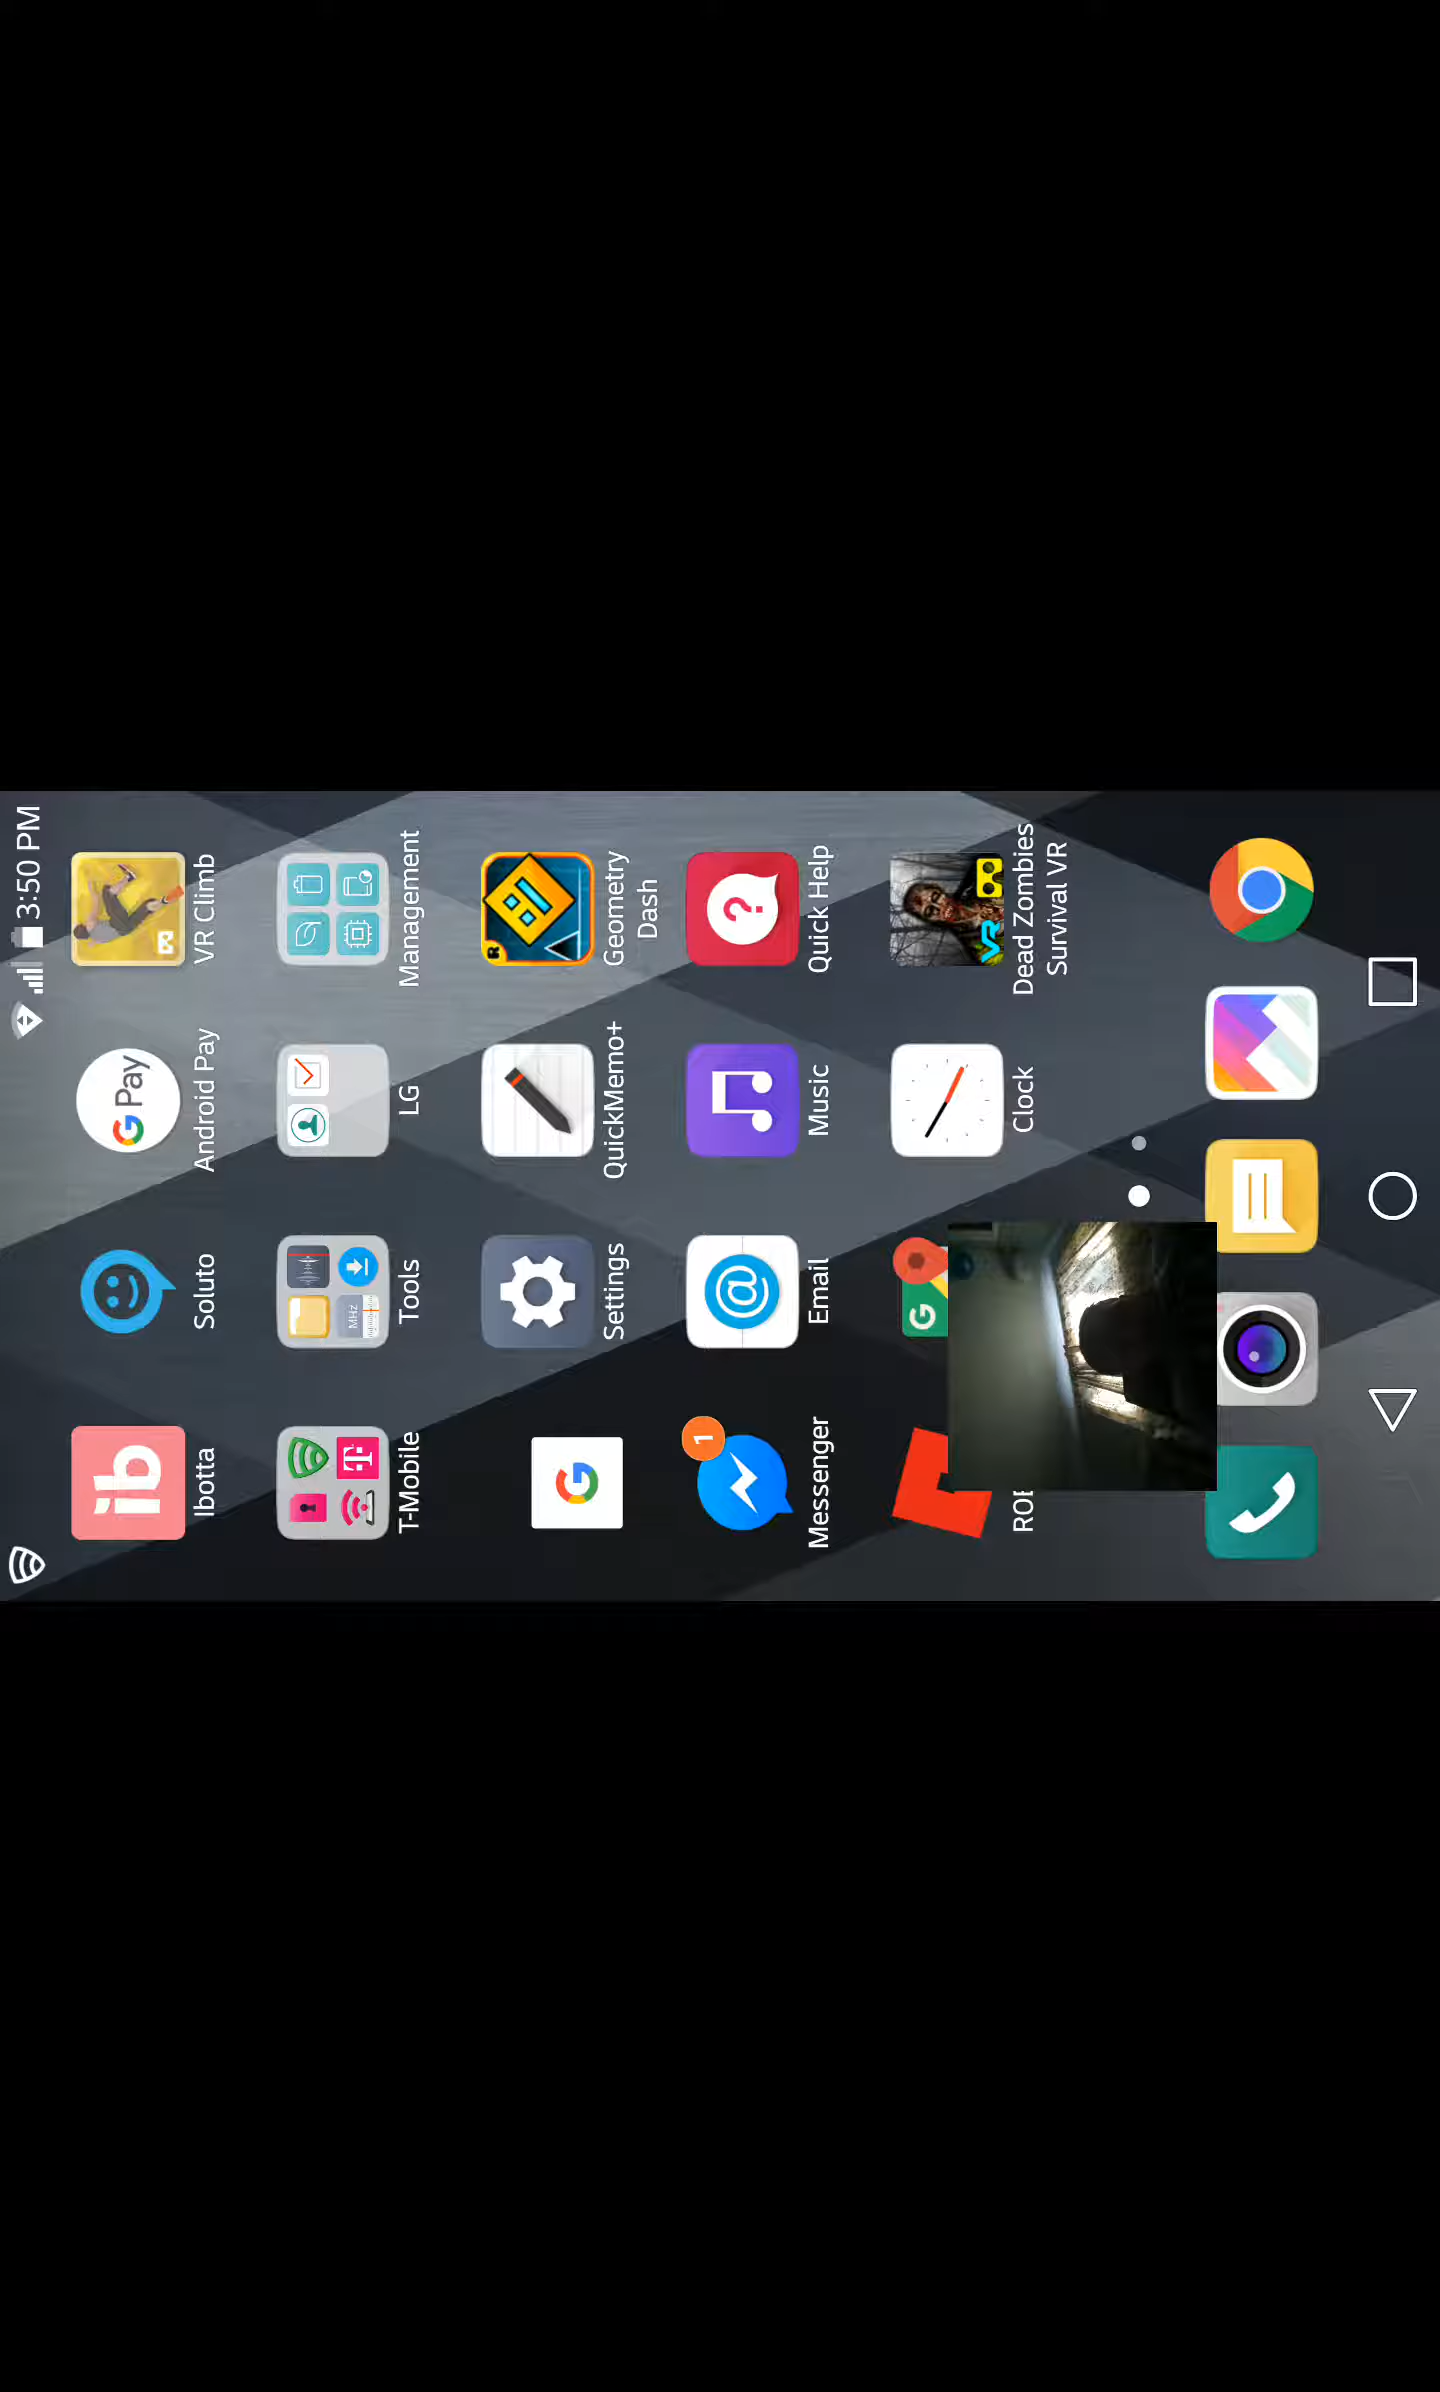 3:50 PM
Ibotta
Soluto
G Pay
Android Pay
VR Climb
T-Mobile
MHz
Tools
LG
Management
G
Settings
QuickMemo+
Geometry
Dash
1
Messenger
Email
Music
Quick Help
G
Clock
VR
Dead Zombies
Survival VR